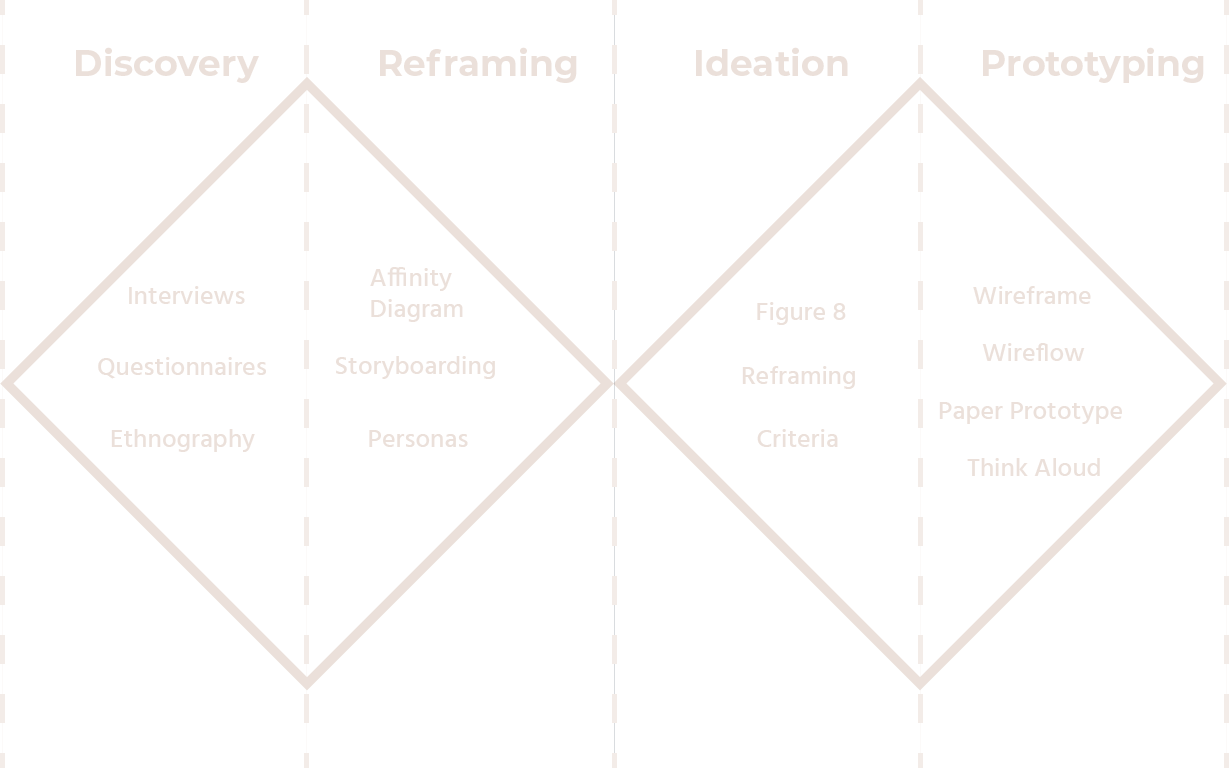 Discovery
Reframing
Ideation
Prototyping
Interviews
Questionnaires
Ethnography
Affinity
Diagram
Storyboarding
Personas
Figure 8
Reframing
Criteria
Wireframe
Wireflow
Paper Prototype
Think Aloud